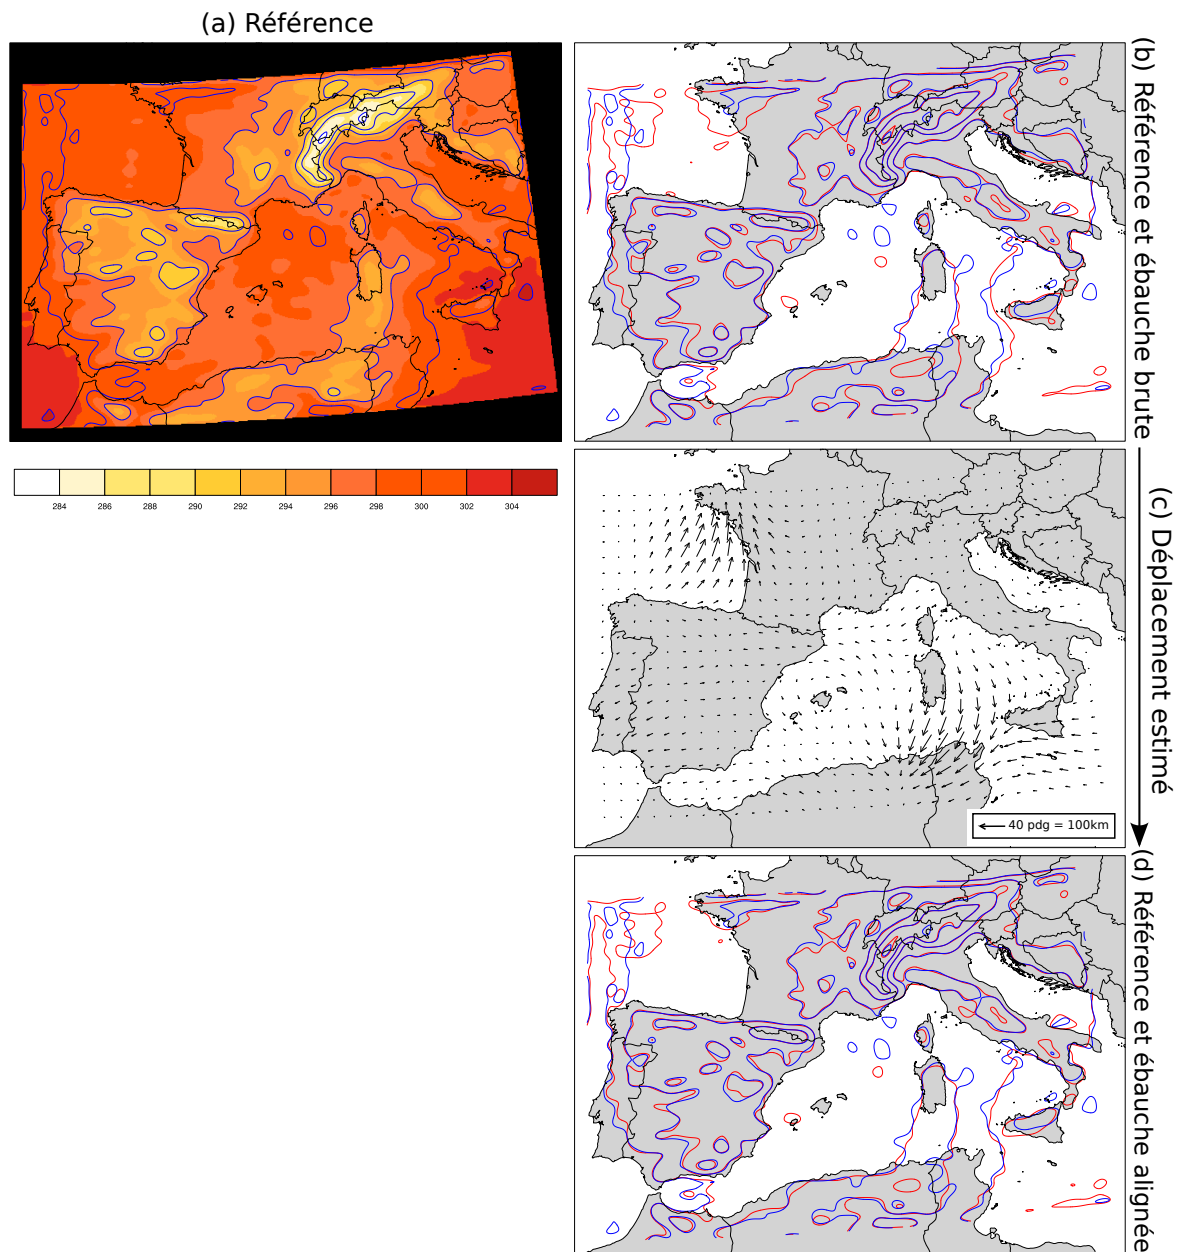 (a) Référence
(b) Référence et ébauche brute
284 286 288 290 292 294 296 298 300 302 304
(c) Déplacement estimé
40 pdg = 100km
(d) Référence et ébauche alignée